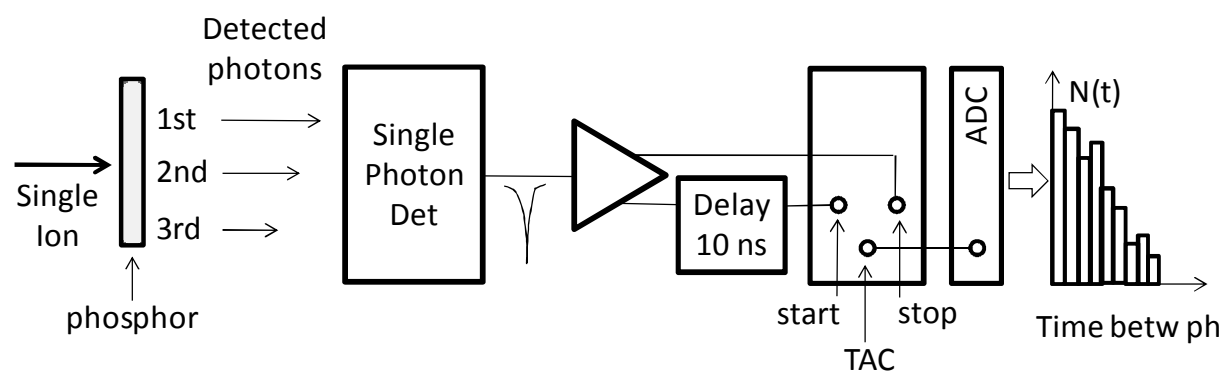 Detected
photons
1st
2nd
3rd
Single
Ion
phosphor
Single
Photon
Det
Delay
10 ns
start
stop
TAC
ADC
N(t)
Time betw ph